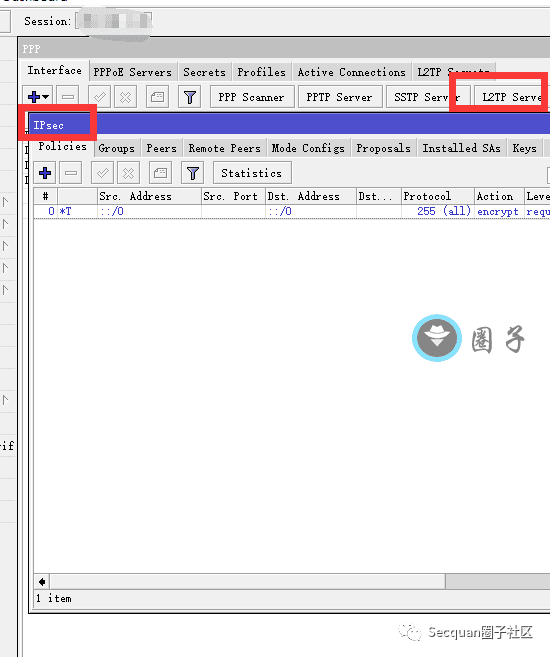 Session:
PPP
Interface PPPoE Servers Secrets Profiles Active Connections L2TP Secrets
PPP Scanner PPTP Server SSTP Server L2TP Serve
IPsec
Policies Groups Peers Remote Peers Mode Configs Proposals Installed SAs Keys
Statistics
# Src. Address Src. Port Dst. Address Dst... Protocol Action Leve
0 *T ::/0 ::/0 255 (all) encrypt requ
圈子
if
1 item
Secquan圈子社区